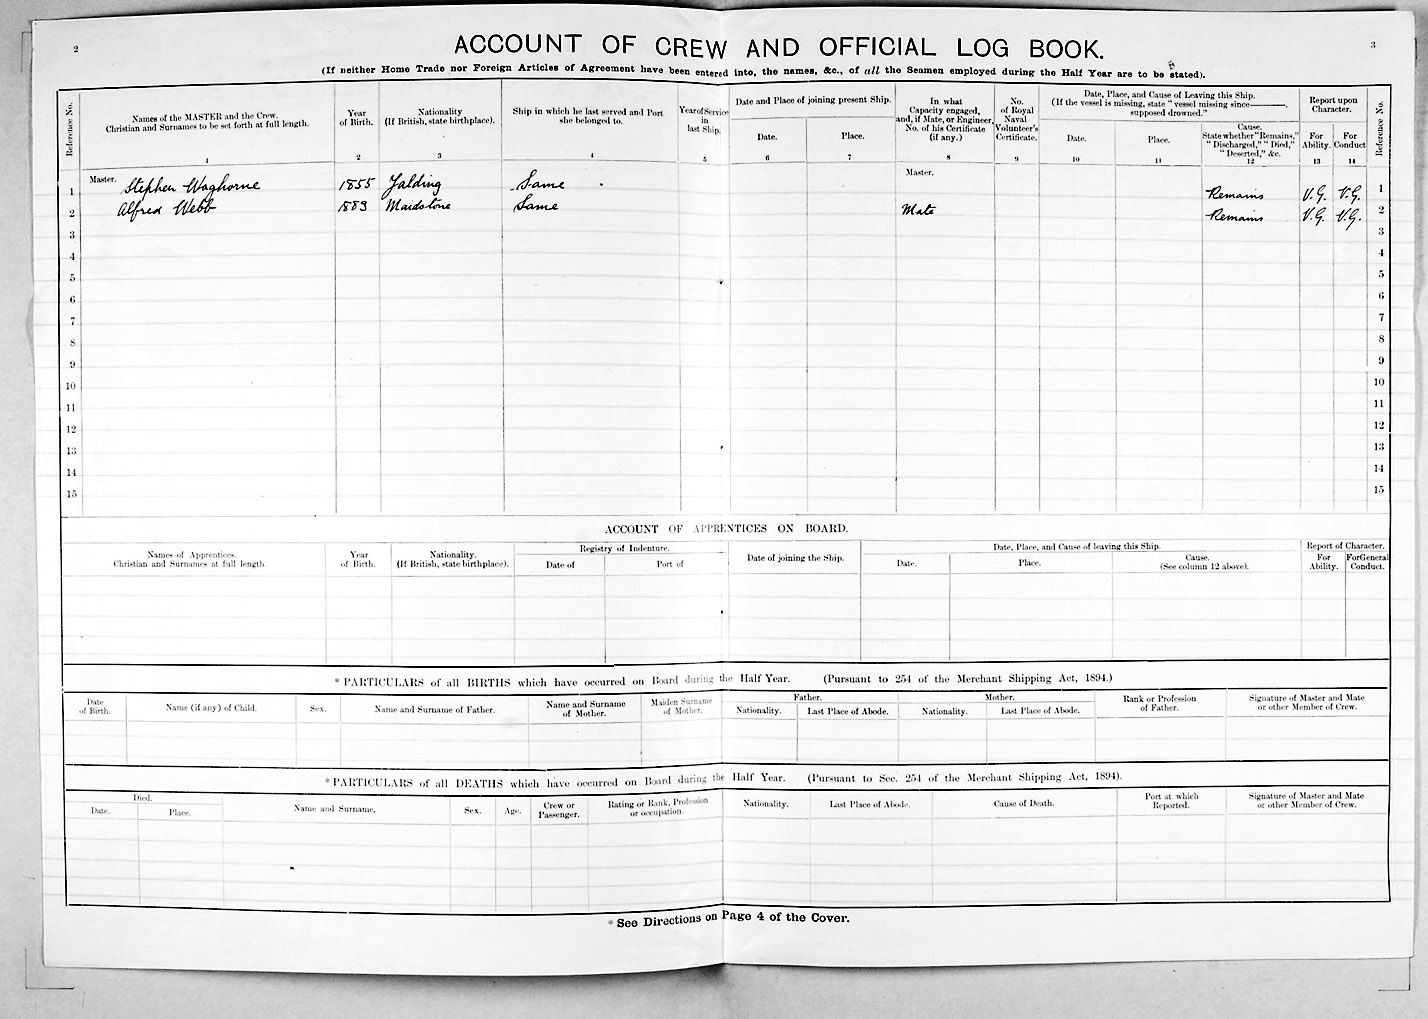 2
3
ACCOUNT OF CREW AND OFFICIAL LOG BOOK.
(If neither Home Trade nor Foreign Articles of Agreement have been entered into, the names, &c., of all the Seamen employed during the Half Year are to be stated).
Reference No.
Names of the MASTER and the Crew.
Christian and Surnames to be set forth at full length.
1
Year
of Birth.
2
Nationality
(If British, state birthplace).
3
Ship in which he last served and Port
she belonged to.
4
Year of Service
in
last Ship.
5
Date and Place of joining present Ship.
Date.
6
Place.
7
In what
Capacity engaged,
and, if Mate, or Engineer,
No. of his Certificate
(if any.)
8
No.
of Royal
Naval
Volunteer's
Certificate.
9
Date, Place, and Cause of Leaving this Ship.
(If the vessel is missing, state "vessel missing since———,
supposed drowned."
Date.
10
Place.
11
Cause.
State whether "Remains,"
"Discharged," "Died,"
"Deserted," &c.
12
Report upon
Character.
For
Ability.
13
For
Conduct
14
Reference No.
1 Master. Stephen Waghorne 1855 Yalding Same Master. Remains V.G. V.G. 1
2 Alfred Webb 1883 Maidstone Same Mate Remains V.G. V.G. 2
3 3
4 4
5 5
6 6
7 7
8 8
9 9
10 10
11 11
12 12
13 13
14 14
15 15
ACCOUNT OF APPRENTICES ON BOARD.
Names of Apprentices.
Christian and Surnames at full length.
Year
of Birth.
Nationality.
(If British, state birthplace).
Registry of Indenture.
Date of
Port of
Date of joining the Ship.
Date, Place, and Cause of leaving this Ship.
Date.
Place.
Cause.
(See column 12 above).
Report of Character.
For
Ability.
For General
Conduct.
* PARTICULARS of all BIRTHS which have occurred on Board during the Half Year. (Pursuant to 254 of the Merchant Shipping Act, 1894.)
Date
of Birth.
Name (if any) of Child.
Sex.
Name and Surname of Father.
Name and Surname
of Mother.
Maiden Surname
of Mother.
Father.
Nationality.
Last Place of Abode.
Mother.
Nationality.
Last Place of Abode.
Rank or Profession
of Father.
Signature of Master and Mate
or other Member of Crew.
* PARTICULARS of all DEATHS which have occurred on Board during the Half Year. (Pursuant to Sec. 254 of the Merchant Shipping Act, 1894).
Died.
Date.
Place.
Name and Surname.
Sex.
Age.
Crew or
Passenger.
Rating or Rank, Profession
or occupation.
Nationality.
Last Place of Abode.
Cause of Death.
Port at which
Reported.
Signature of Master and Mate
or other Member of Crew.
* See Directions on Page 4 of the Cover.